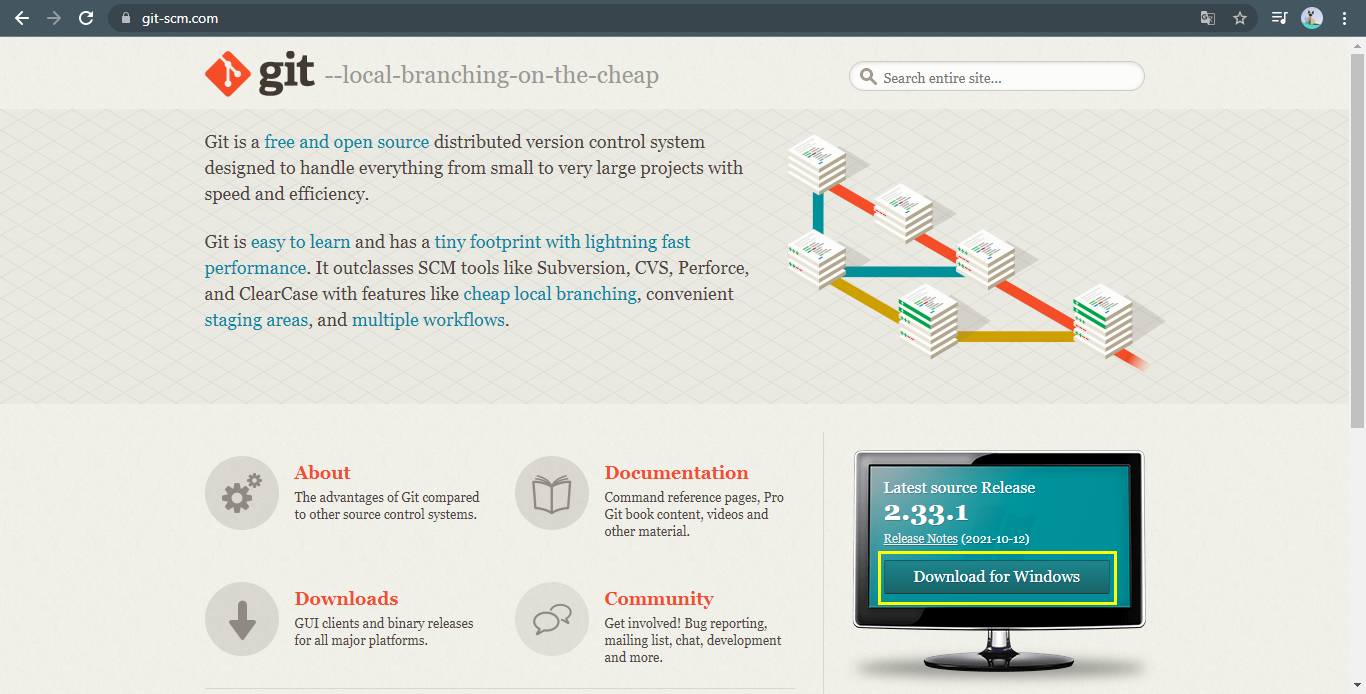 git-scm.com
git --local-branching-on-the-cheap
Search entire site...
Git is a free and open source distributed version control system
designed to handle everything from small to very large projects with
speed and efficiency.
Git is easy to learn and has a tiny footprint with lightning fast
performance. It outclasses SCM tools like Subversion, CVS, Perforce,
and ClearCase with features like cheap local branching, convenient
staging areas, and multiple workflows.
About
The advantages of Git compared
to other source control systems.
Documentation
Command reference pages, Pro
Git book content, videos and
other material.
Downloads
GUI clients and binary releases
for all major platforms.
Community
Get involved! Bug reporting,
mailing list, chat, development
and more.
Latest source Release
2.33.1
Release Notes (2021-10-12)
Download for Windows